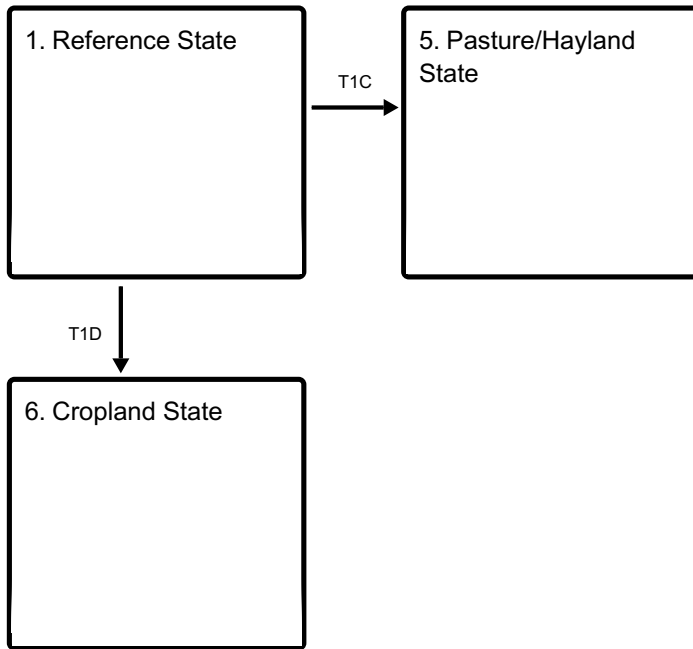 1. Reference State
5. Pasture/Hayland
State
T1C
T1D
6. Cropland State